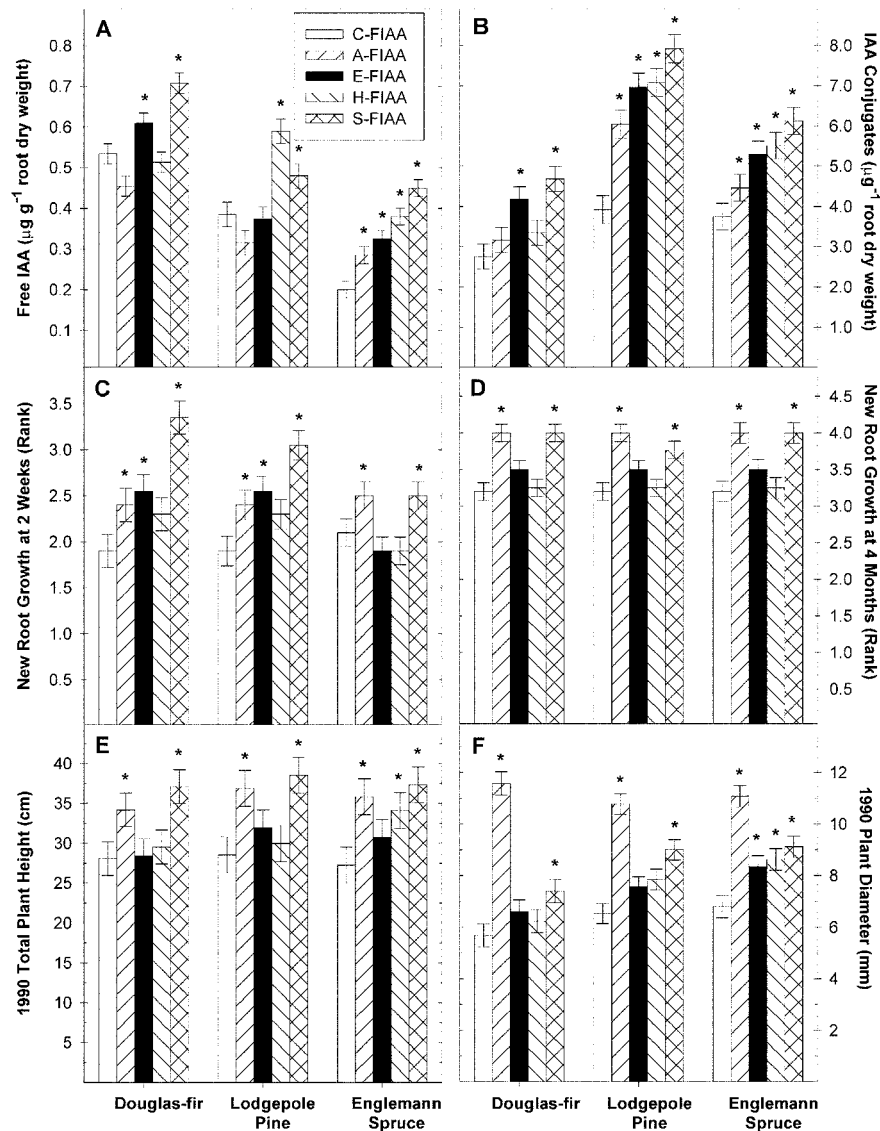 A
C-FIAA
A-FIAA
E-FIAA
H-FIAA
S-FIAA
Free IAA (µg g⁻¹ root dry weight)
0.8
0.7
0.6
0.5
0.4
0.3
0.2
0.1
* * * * * * * *
B
IAA Conjugates
(µg⁻¹ root dry weight)
8.0
7.0
6.0
5.0
4.0
3.0
2.0
1.0
* * * * * * * * * *
C
New Root Growth at 2 Weeks (Rank)
3.5
3.0
2.5
2.0
1.5
1.0
0.5
* * * * * * * *
D
New Root Growth at 4 Months (Rank)
4.0
3.5
3.0
2.5
2.0
1.5
1.0
0.5
* * * * * *
E
1990 Total Plant Height (cm)
40
35
30
25
20
15
10
5
* * * * * * *
F
1990 Plant Diameter
(mm)
12
10
8
6
4
2
* * * * * * * *
Douglas-fir
Lodgepole
Pine
Englemann
Spruce
Douglas-fir
Lodgepole
Pine
Englemann
Spruce